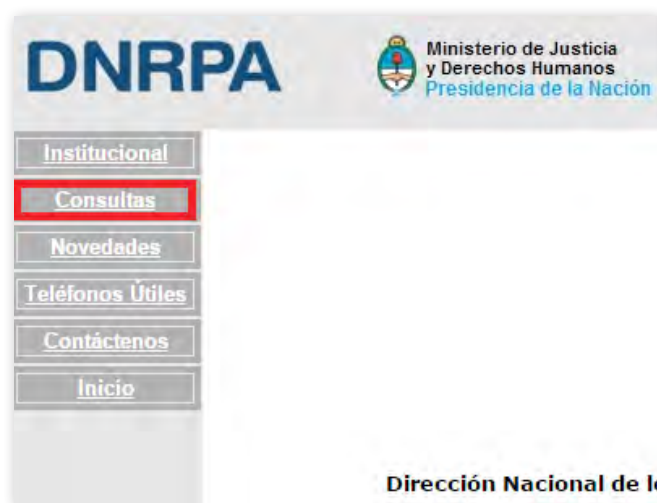 DNRPA
Ministerio de Justicia
y Derechos Humanos
Presidencia de la Nación
Institucional
Consultas
Novedades
Teléfonos Útiles
Contáctenos
Inicio
Dirección Nacional de